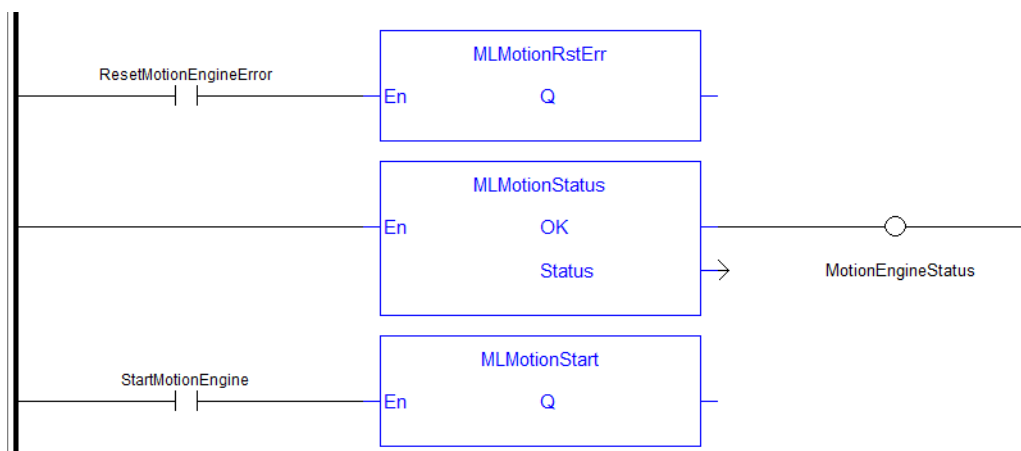 MLMotionRstErr
ResetMotionEngineError
En Q
MLMotionStatus
En OK
Status
MotionEngineStatus
MLMotionStart
StartMotionEngine
En Q